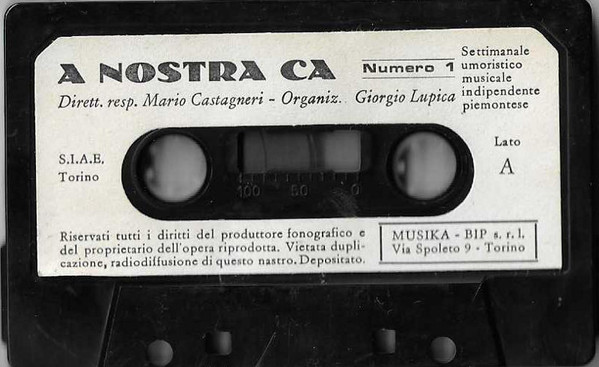 A NOSTRA CA
Numero 1
Settimanale
umoristico
musicale
indipendente
piemontese
Dirett. resp. Mario Castagneri - Organiz.. Giorgio Lupica
S.I.A.E.
Torino
100 50 0
Lato
A
Riservati tutti i diritti del produttore fonografico e
del proprietario dell'opera riprodotta. Vietata dupli-
cazione, radiodiffusione di questo nastro. Depositato.
MUSIKA - BIP s. r. l.
Via Spoleto 9 - Torino